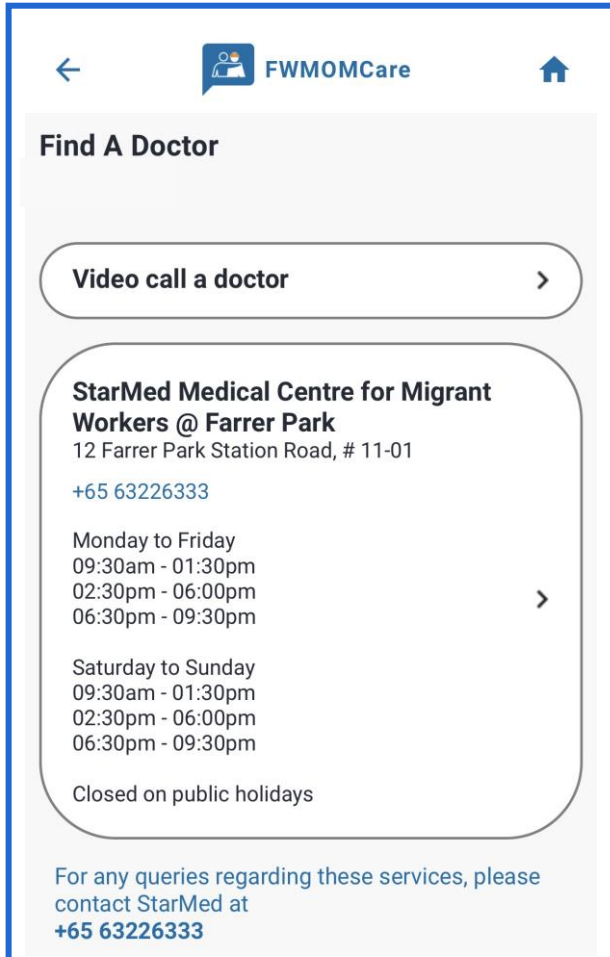 FWMOMCare
Find A Doctor
Video call a doctor
StarMed Medical Centre for Migrant
Workers @ Farrer Park
12 Farrer Park Station Road, # 11-01
+65 63226333
Monday to Friday
09:30am - 01:30pm
02:30pm - 06:00pm
06:30pm - 09:30pm
Saturday to Sunday
09:30am - 01:30pm
02:30pm - 06:00pm
06:30pm - 09:30pm
Closed on public holidays
For any queries regarding these services, please
contact StarMed at
+65 63226333